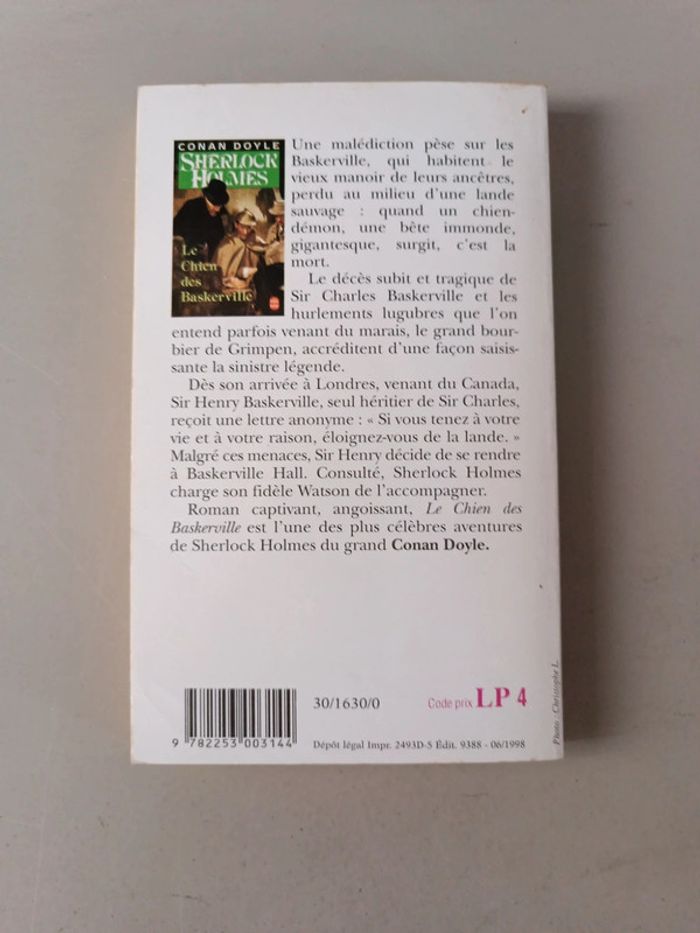 CONAN DOYLE
SHERLOCK
HOLMES
Le
Chien
des
Baskerville
Une malédiction pèse sur les
Baskerville, qui habitent le
vieux manoir de leurs ancêtres,
perdu au milieu d'une lande
sauvage : quand un chien-
démon, une bête immonde,
gigantesque, surgit, c'est la
mort.
Le décès subit et tragique de
Sir Charles Baskerville et les
hurlements lugubres que l'on
entend parfois venant du marais, le grand bour-
bier de Grimpen, accréditent d'une façon saisis-
sante la sinistre légende.
Dès son arrivée à Londres, venant du Canada,
Sir Henry Baskerville, seul héritier de Sir Charles,
reçoit une lettre anonyme : « Si vous tenez à votre
vie et à votre raison, éloignez-vous de la lande. »
Malgré ces menaces, Sir Henry décide de se rendre
à Baskerville Hall. Consulté, Sherlock Holmes
charge son fidèle Watson de l'accompagner.
Roman captivant, angoissant, Le Chien des
Baskerville est l'une des plus célèbres aventures
de Sherlock Holmes du grand Conan Doyle.
30/1630/0
Code prix LP 4
9 782253 003144
Dépôt légal Impr. 2493D-5 Édit. 9388 - 06/1998
Photo : Christophe L.